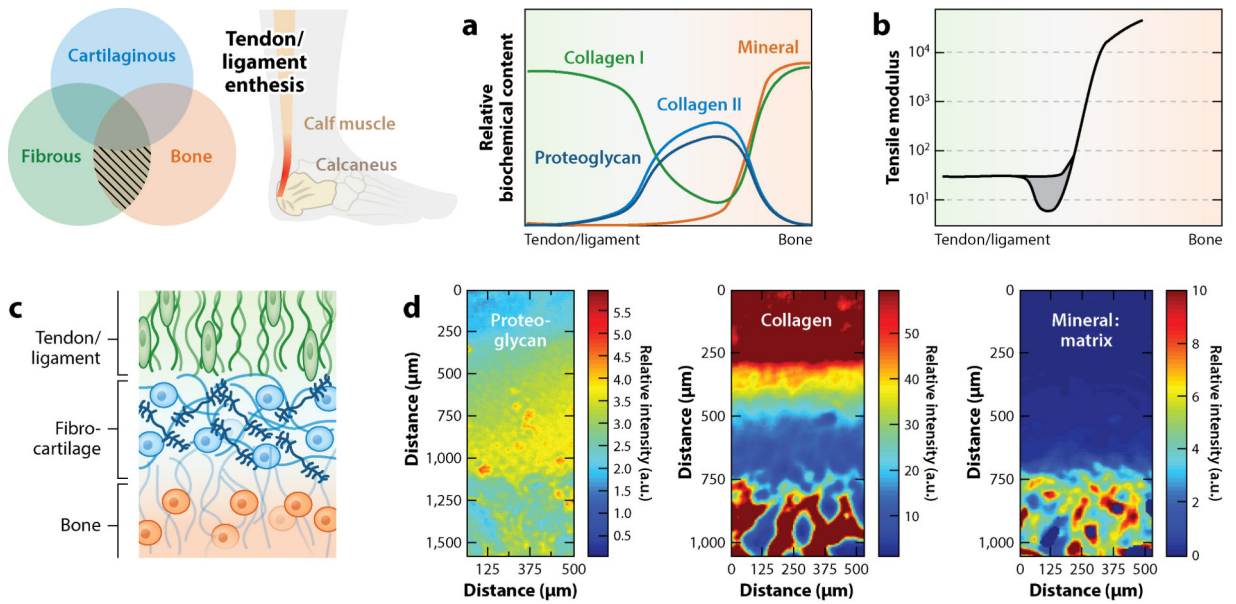 Cartilaginous
Fibrous
Bone
Tendon/
ligament
enthesis
Calf muscle
Calcaneus
a
Relative
biochemical content
Collagen I
Mineral
Collagen II
Proteoglycan
Tendon/ligament
Bone
b
Tensile modulus
10⁴
10³
10²
10¹
Tendon/ligament
Bone
c
Tendon/
ligament
Fibro-
cartilage
Bone
d
Distance (µm)
0
250
500
750
1,000
1,250
1,500
Proteo-
glycan
125
375
500
Distance (µm)
5.5
5.0
4.5
4.0
3.5
3.0
2.5
2.0
1.5
1.0
0.5
Relative intensity (a.u.)
Distance (µm)
0
250
500
750
1,000
Collagen
0
125
250
375
500
Distance (µm)
50
40
30
20
10
Relative intensity (a.u.)
Distance (µm)
0
250
500
750
1,000
Mineral:
matrix
0
125
250
375
500
Distance (µm)
10
8
6
4
2
0
Relative intensity (a.u.)